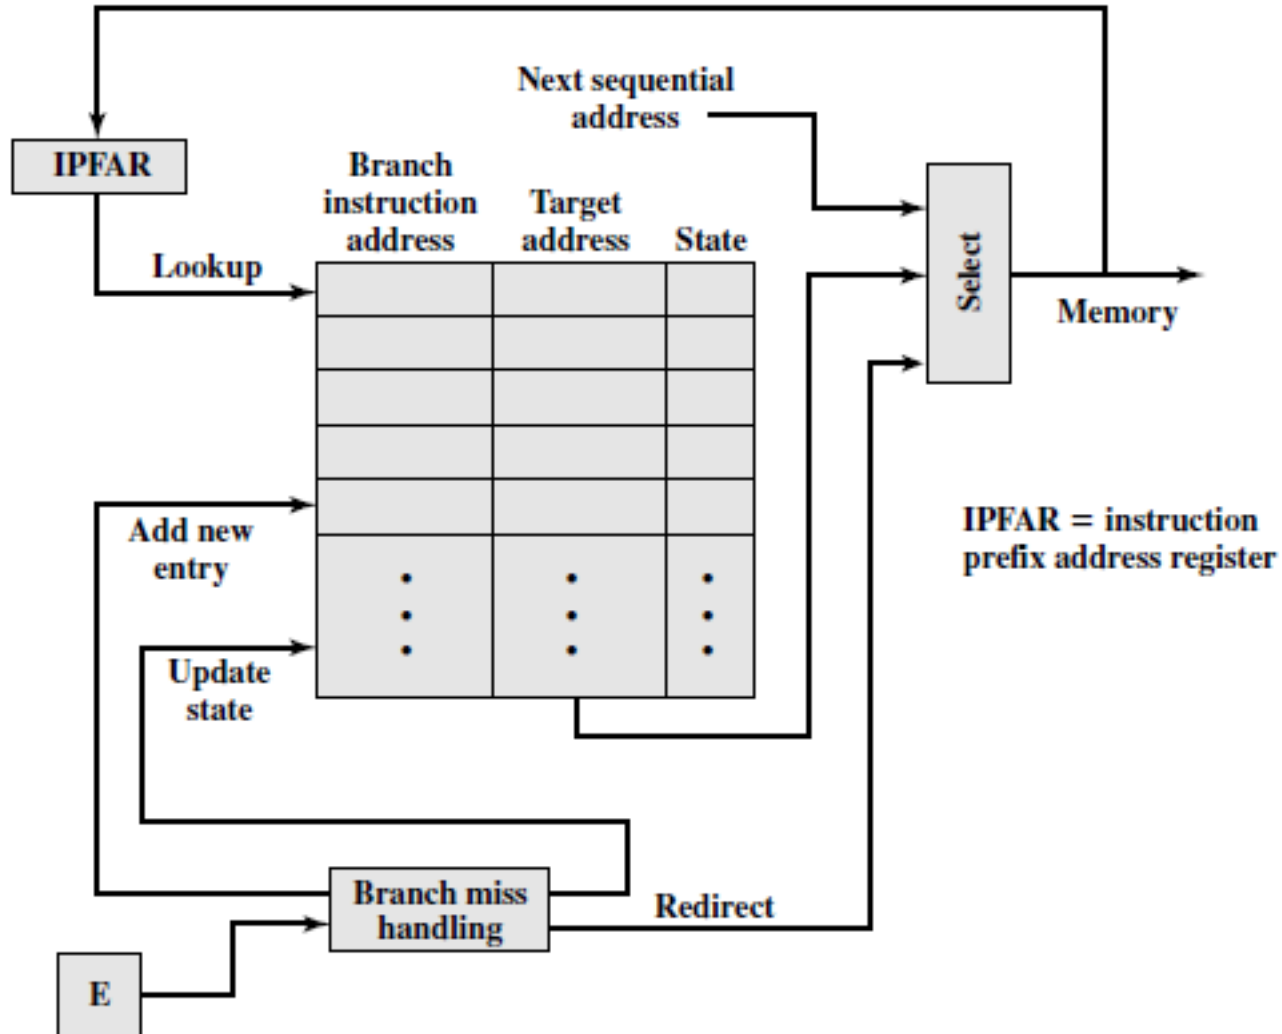 Next sequential
address
IPFAR
Branch
instruction
address
Target
address
State
Lookup
Select
Memory
Add new
entry
IPFAR = instruction
prefix address register
Update
state
Branch miss
handling
Redirect
E